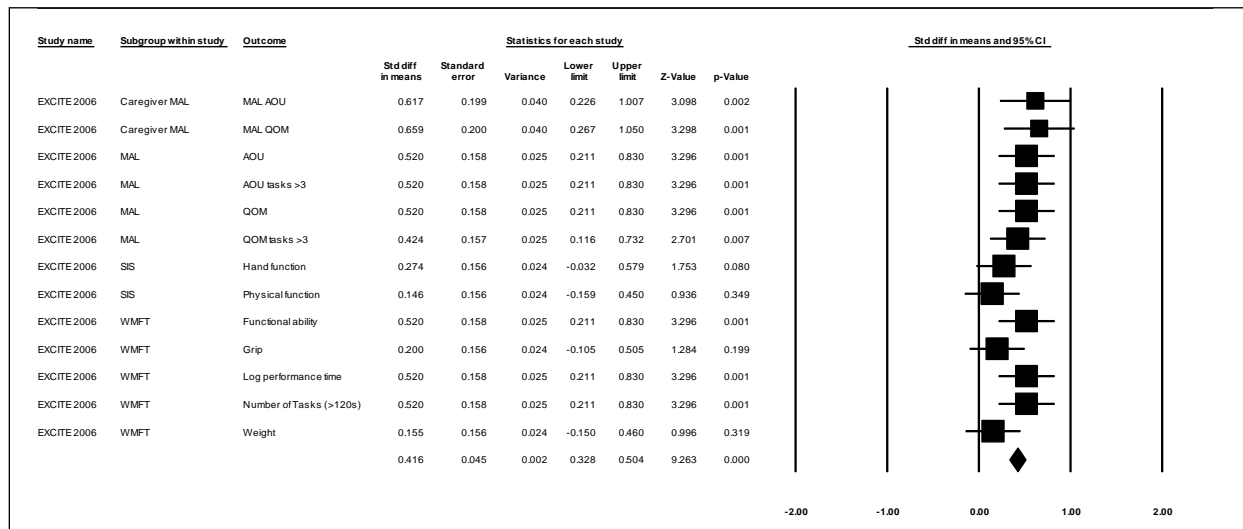 Study name Subgroup within study Outcome Statistics for each study Std diff in means and 95% CI
Std diff in means Standard error Variance Lower limit Upper limit Z-Value p-Value
EXCITE 2006 Caregiver MAL MAL AOU 0.617 0.199 0.040 0.226 1.007 3.098 0.002
EXCITE 2006 Caregiver MAL MAL QOM 0.659 0.200 0.040 0.267 1.050 3.298 0.001
EXCITE 2006 MAL AOU 0.520 0.158 0.025 0.211 0.830 3.296 0.001
EXCITE 2006 MAL AOU tasks >3 0.520 0.158 0.025 0.211 0.830 3.296 0.001
EXCITE 2006 MAL QOM 0.520 0.158 0.025 0.211 0.830 3.296 0.001
EXCITE 2006 MAL QOM tasks >3 0.424 0.157 0.025 0.116 0.732 2.701 0.007
EXCITE 2006 SIS Hand function 0.274 0.156 0.024 -0.032 0.579 1.753 0.080
EXCITE 2006 SIS Physical function 0.146 0.156 0.024 -0.159 0.450 0.936 0.349
EXCITE 2006 WMFT Functional ability 0.520 0.158 0.025 0.211 0.830 3.296 0.001
EXCITE 2006 WMFT Grip 0.200 0.156 0.024 -0.105 0.505 1.284 0.199
EXCITE 2006 WMFT Log performance time 0.520 0.158 0.025 0.211 0.830 3.296 0.001
EXCITE 2006 WMFT Number of Tasks (>120s) 0.520 0.158 0.025 0.211 0.830 3.296 0.001
EXCITE 2006 WMFT Weight 0.155 0.156 0.024 -0.150 0.460 0.996 0.319
0.416 0.045 0.002 0.328 0.504 9.263 0.000
-2.00 -1.00 0.00 1.00 2.00